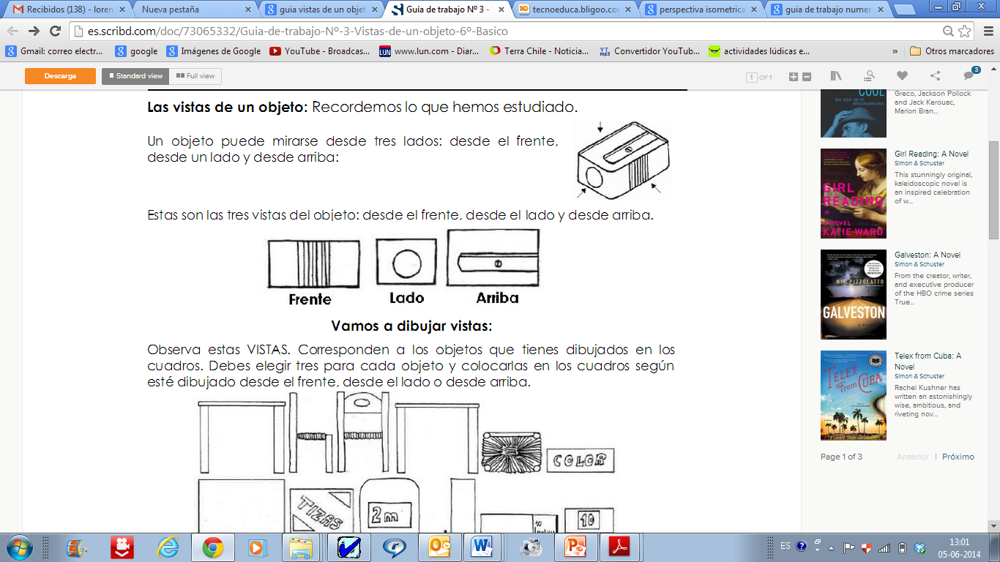 Recibidos (138) - loren
Nueva pestaña
guia vistas de un objet
Guía de trabajo Nº 3 -
tecnoeduca.bligoo.con
perspectiva isometrica
guia de trabajo numer
es.scribd.com/doc/73065332/Guia-de-trabajo-Nº-3-Vistas-de-un-objeto-6º-Basico
Gmail: correo electr...
google
Imágenes de Google
YouTube - Broadcas...
LUN www.lun.com - Diar...
Terra Chile - Noticia...
YT mp3 Convertidor YouTub...
actividades lúdicas e...
»
Otros marcadores
Descarga
Standard view
Full view
1 OF 1
3
Las vistas de un objeto: Recordemos lo que hemos estudiado.
Un objeto puede mirarse desde tres lados: desde el frente,
desde un lado y desde arriba:
Estas son las tres vistas del objeto: desde el frente, desde el lado y desde arriba.
Frente
Lado
Arriba
Vamos a dibujar vistas:
Observa estas VISTAS. Corresponden a los objetos que tienes dibujados en los
cuadros. Debes elegir tres para cada objeto y colocarlas en los cuadros según
esté dibujado desde el frente, desde el lado o desde arriba.
COLOR
TIZAS
2m
10
10
COOL
Greco, Jackson Pollock
and Jack Kerouac,
Marlon Bran...
GIRL
READING
A NOVEL
KATIE WARD
Girl Reading: A Novel
Simon & Schuster
This stunningly original,
kaleidoscopic novel is
an inspired celebration
of w...
NIC PIZZOLATTO
GALVESTON
Galveston: A Novel
Simon & Schuster
From the creator, writer,
and executive producer
of the HBO crime series
True...
TELEX
from CUBA
Telex from Cuba: A
Novel
Simon & Schuster
Rachel Kushner has
written an astonishingly
wise, ambitious, and
riveting nov...
Page 1 of 3
Anterior | Próximo
ES
13:01
05-06-2014